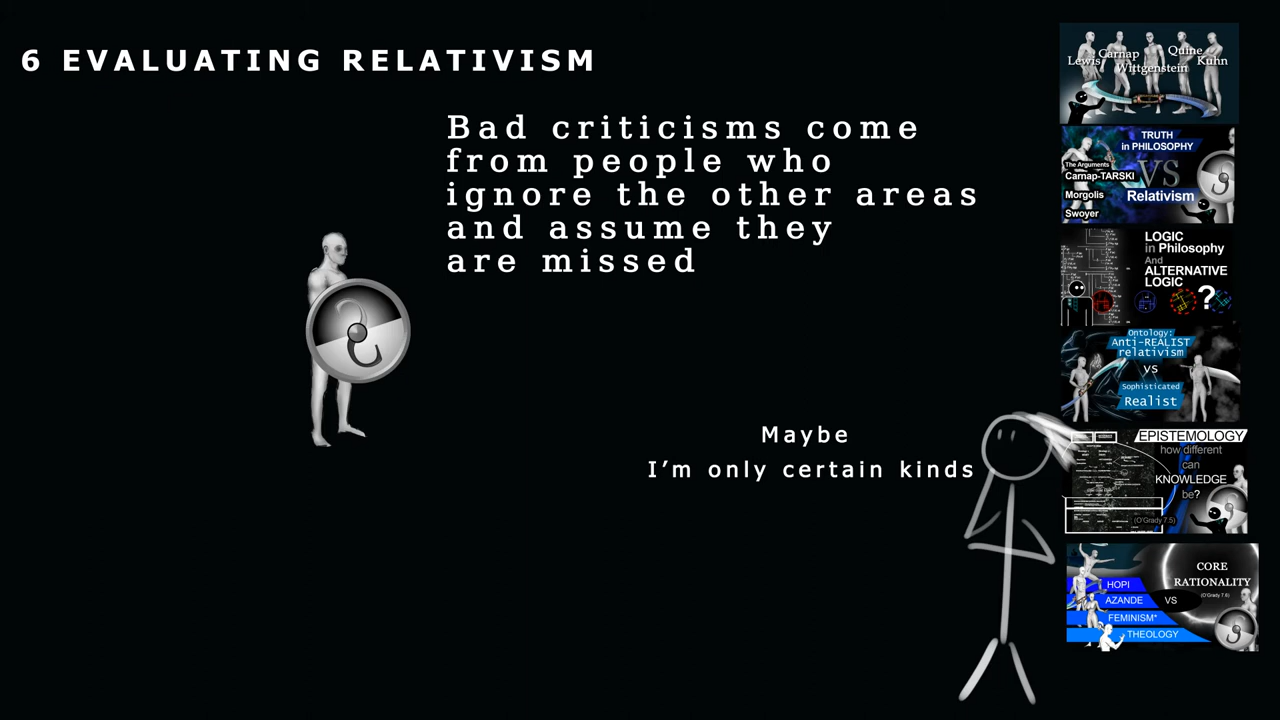 6 EVALUATING RELATIVISM
Bad criticisms come
from people who
ignore the other areas
and assume they
are missed
Maybe
I'm only certain kinds
Lewis Carnap Wittgenstein Quine Kuhn
TRUTH
in PHILOSOPHY
VS
The Arguments
Carnap-TARSKI
Morgolis
Relativism
Swoyer
LOGIC
in Philosophy
And
ALTERNATIVE
LOGIC
?
Ontology:
Anti-REALIST
relativism
vs
Sophisticated
Realist
EPISTEMOLOGY
how different
can
KNOWLEDGE
be?
(O'Grady 7.5)
CORE
RATIONALITY
(O'Grady 7.6)
HOPI
AZANDE VS
FEMINISM*
THEOLOGY